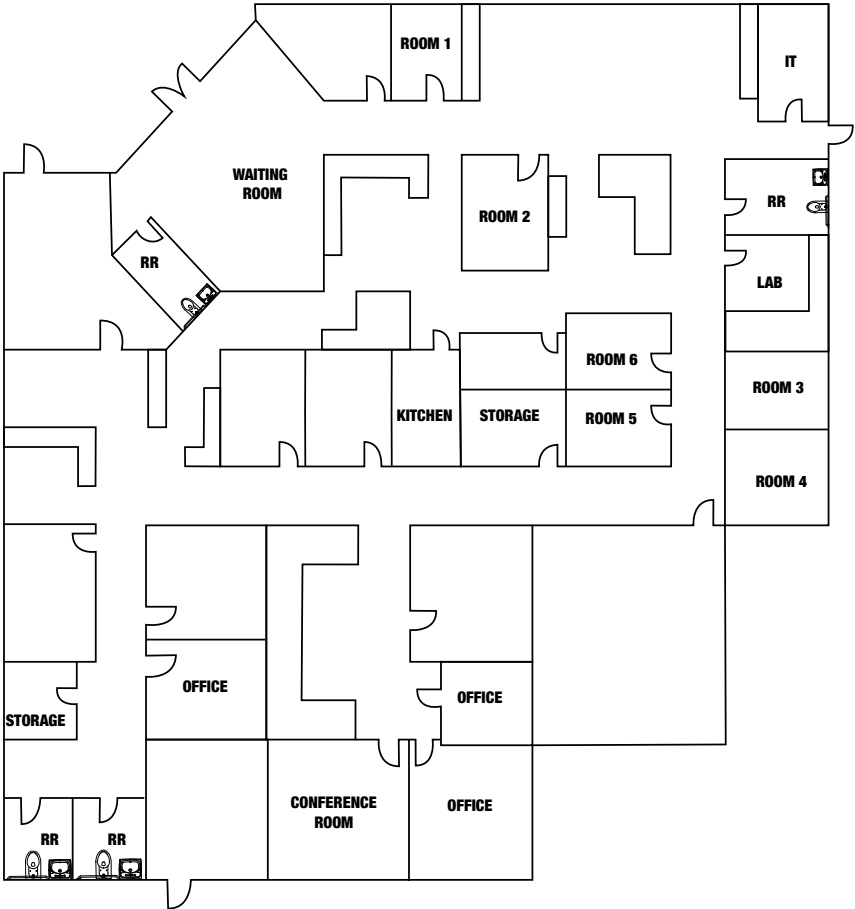 ROOM 1
IT
WAITING
ROOM
ROOM 2
RR
RR
LAB
ROOM 6
ROOM 3
KITCHEN
STORAGE
ROOM 5
ROOM 4
OFFICE
OFFICE
STORAGE
CONFERENCE
ROOM
OFFICE
RR
RR